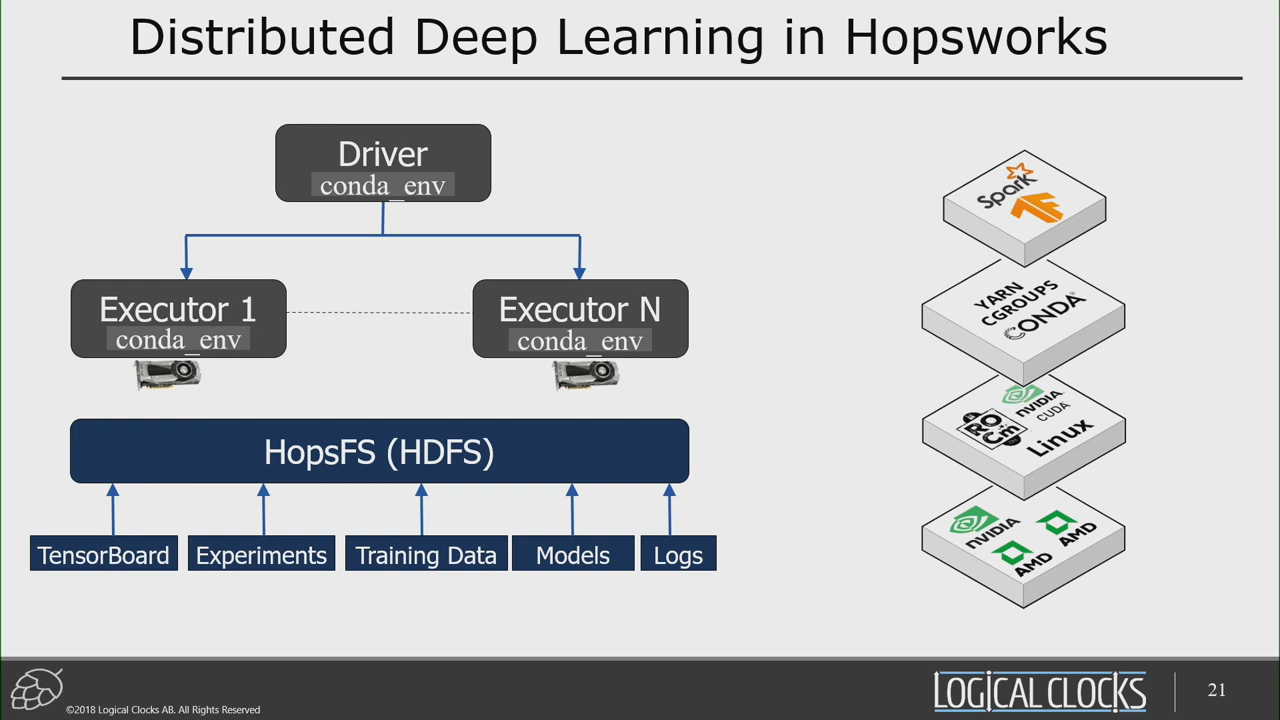 Distributed Deep Learning in Hopsworks
Driver
conda_env
Executor 1
conda_env
Executor N
conda_env
HopsFS (HDFS)
TensorBoard
Experiments
Training Data
Models
Logs
Spark
YARN
CGROUPS
CONDA®
ROCm
NVIDIA.
CUDA
Linux
NVIDIA
AMD
AMD
©2018 Logical Clocks AB. All Rights Reserved
LOGICAL CLOCKS
21